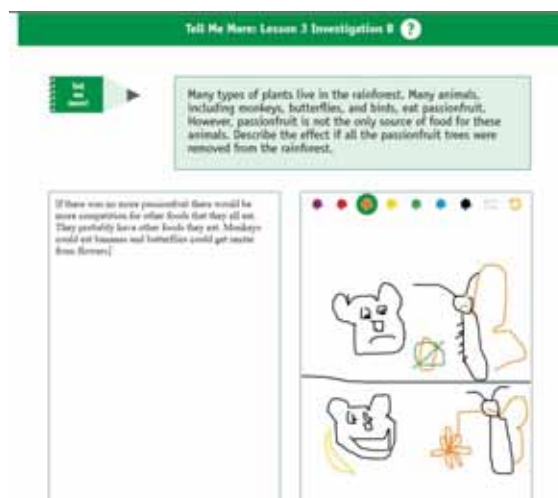 Tell Me More: Lesson 3 Investigation B ?
Tell
me
more!
Many types of plants live in the rainforest. Many animals,
including monkeys, butterflies, and birds, eat passionfruit.
However, passionfruit is not the only source of food for these
animals. Describe the effect if all the passionfruit trees were
removed from the rainforest.
If there was no more passionfruit there would be
more competition for other foods that they all eat.
They probably have other foods they eat. Monkeys
could eat bananas and butterflies could get nectar
from flowers.